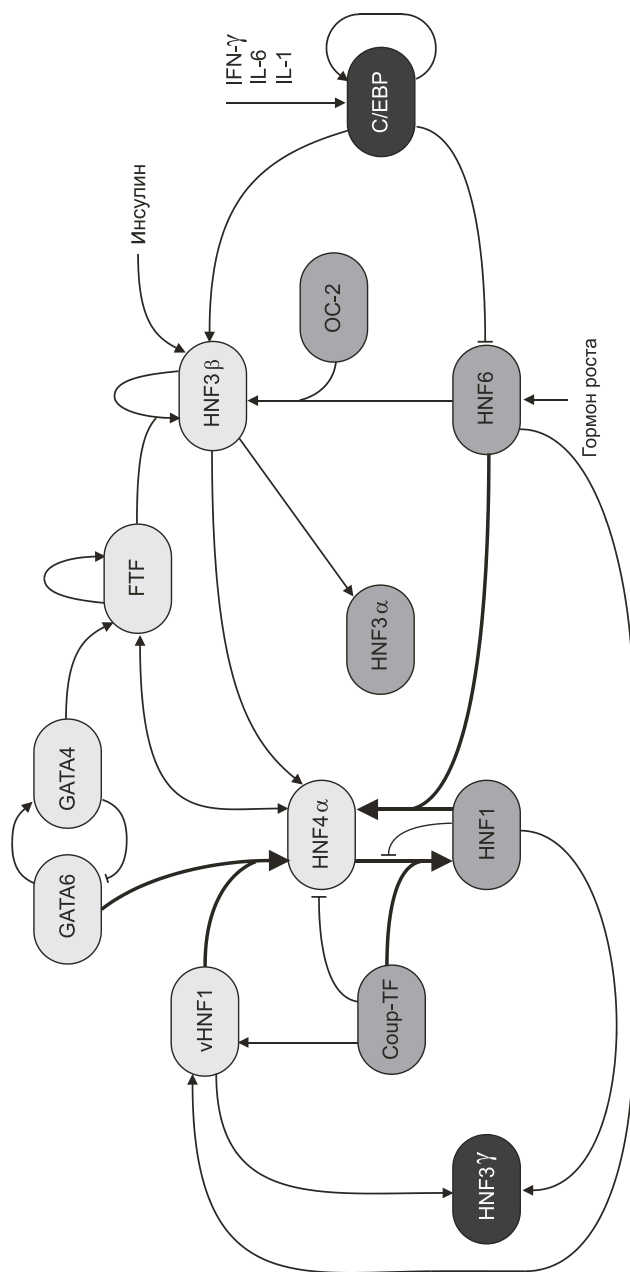 GATA6
GATA4
FTF
Инсулин
vHNF1
HNF3β
IFN-γ
IL-6
IL-1
HNF4α
OC-2
Coup-TF
HNF3α
C/EBP
HNF3γ
HNF1
HNF6
Гормон роста